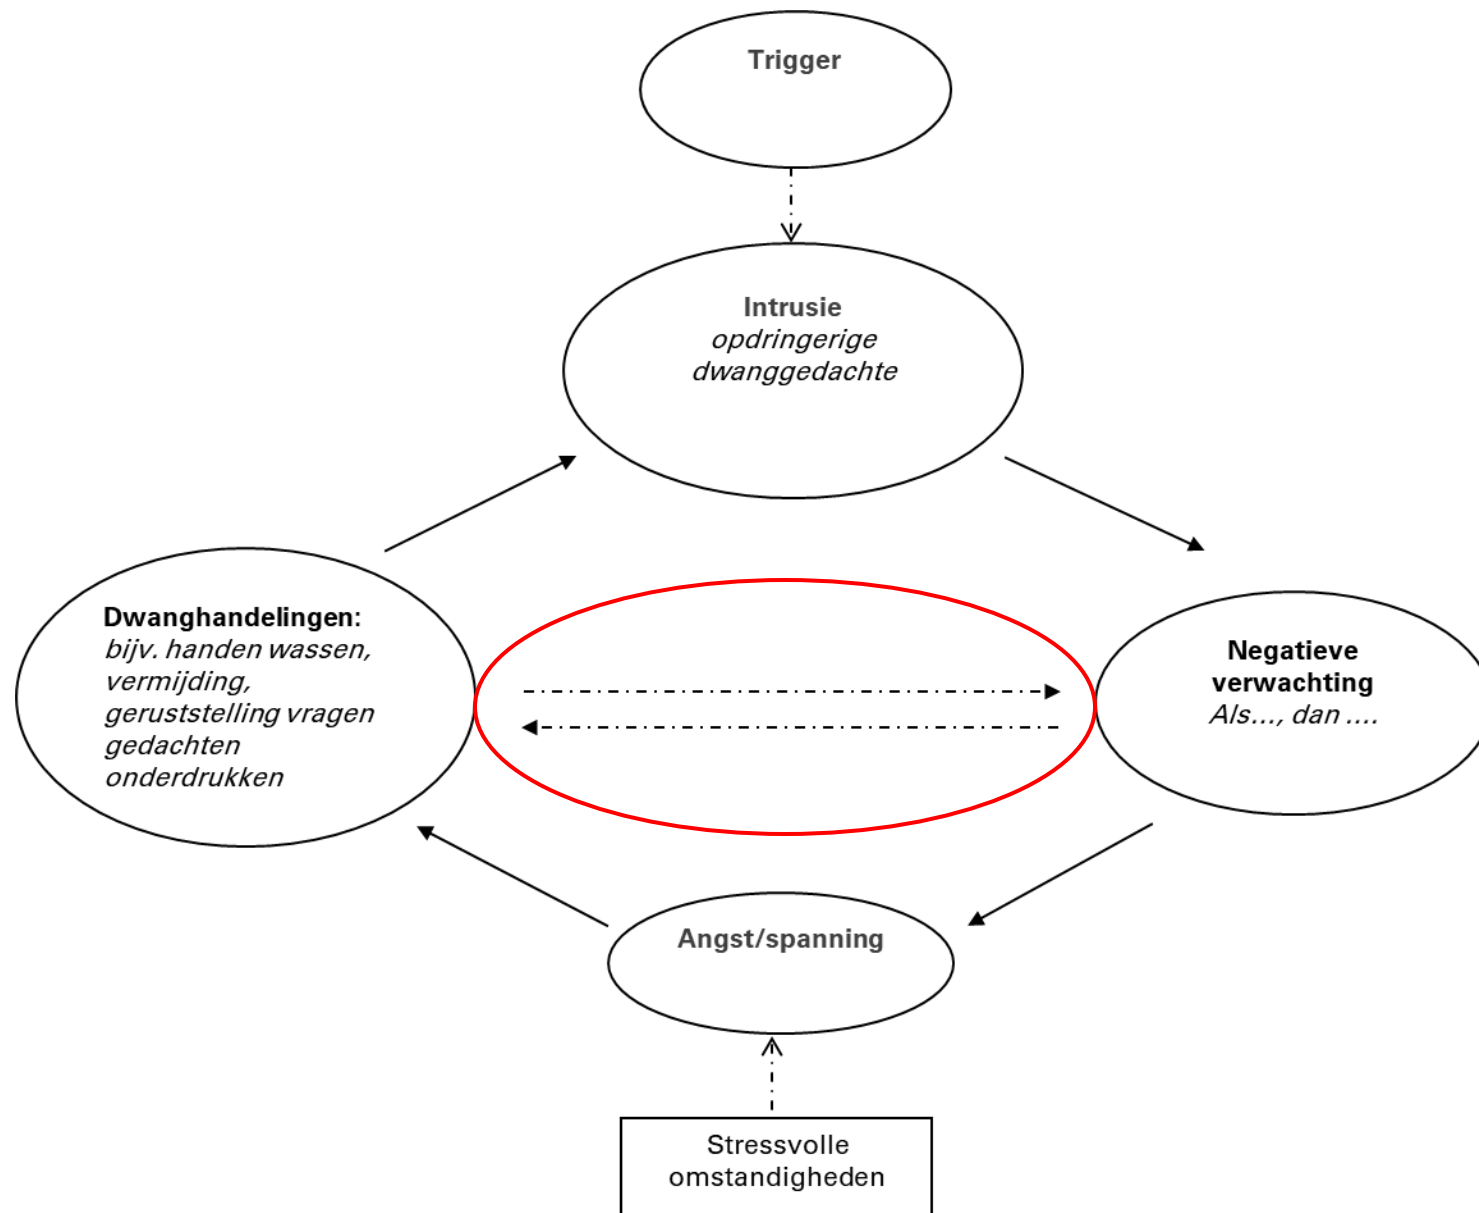 Trigger
Intrusie
opdringerige
dwanggedachte
Dwanghandelingen:
bijv. handen wassen,
vermijding,
geruststelling vragen
gedachten
onderdrukken
Negatieve
verwachting
Als..., dan ....
Angst/spanning
Stressvolle
omstandigheden